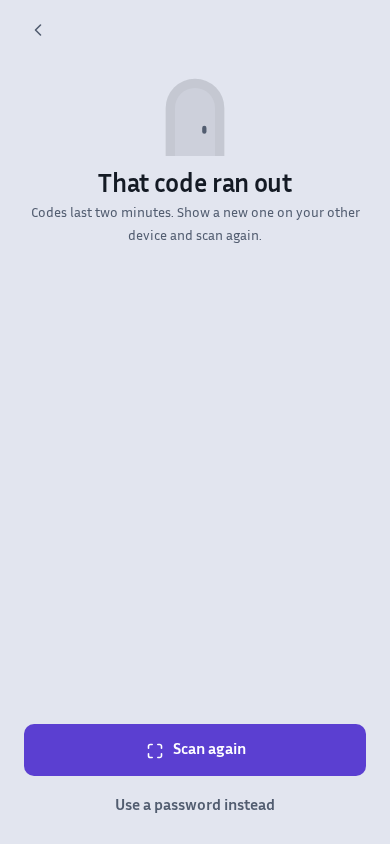 That code ran out
Codes last two minutes. Show a new one on your other
device and scan again.
Scan again
Use a password instead